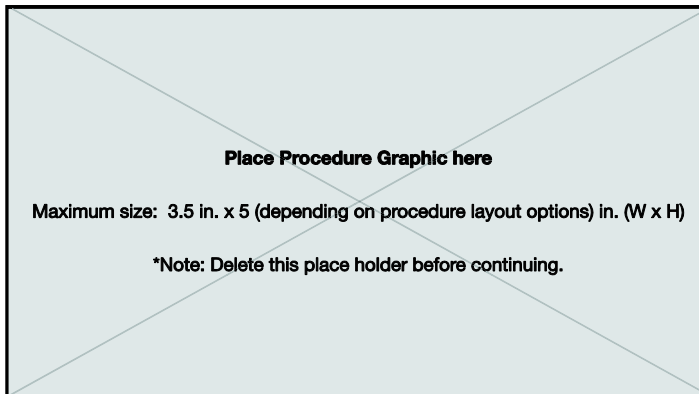 Place Procedure Graphic here
Maximum size:  3.5 in. x 5 (depending on procedure layout options) in. (W x H)
*Note: Delete this place holder before continuing.